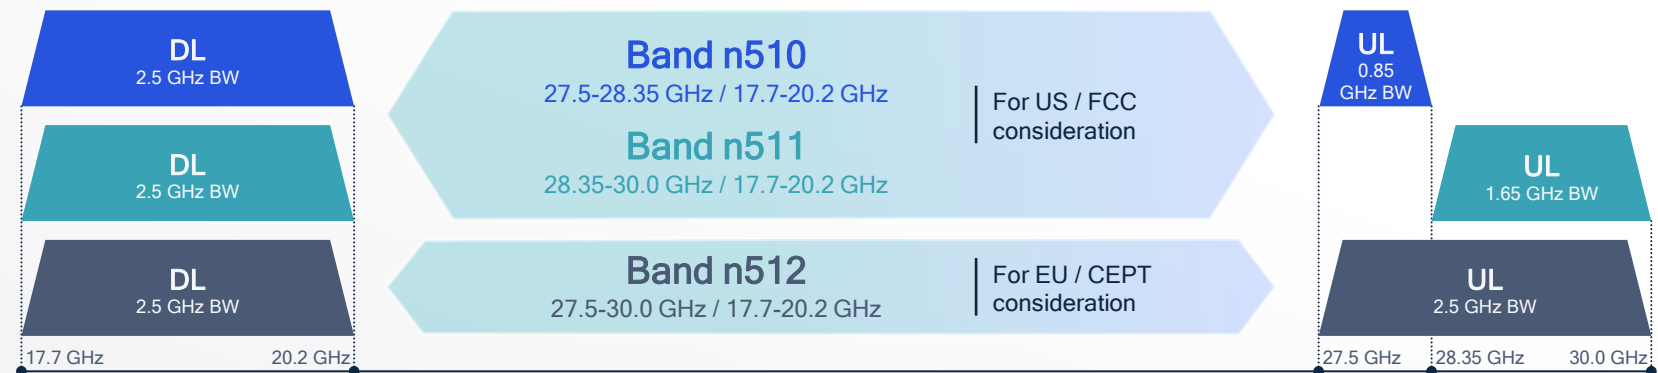 DL
2.5 GHz BW
DL
2.5 GHz BW
DL
2.5 GHz BW
17.7 GHz
20.2 GHz
Band n510
27.5-28.35 GHz / 17.7-20.2 GHz
Band n511
28.35-30.0 GHz / 17.7-20.2 GHz
For US / FCC
consideration
Band n512
27.5-30.0 GHz / 17.7-20.2 GHz
For EU / CEPT
consideration
UL
0.85
GHz BW
UL
1.65 GHz BW
UL
2.5 GHz BW
27.5 GHz
28.35 GHz
30.0 GHz